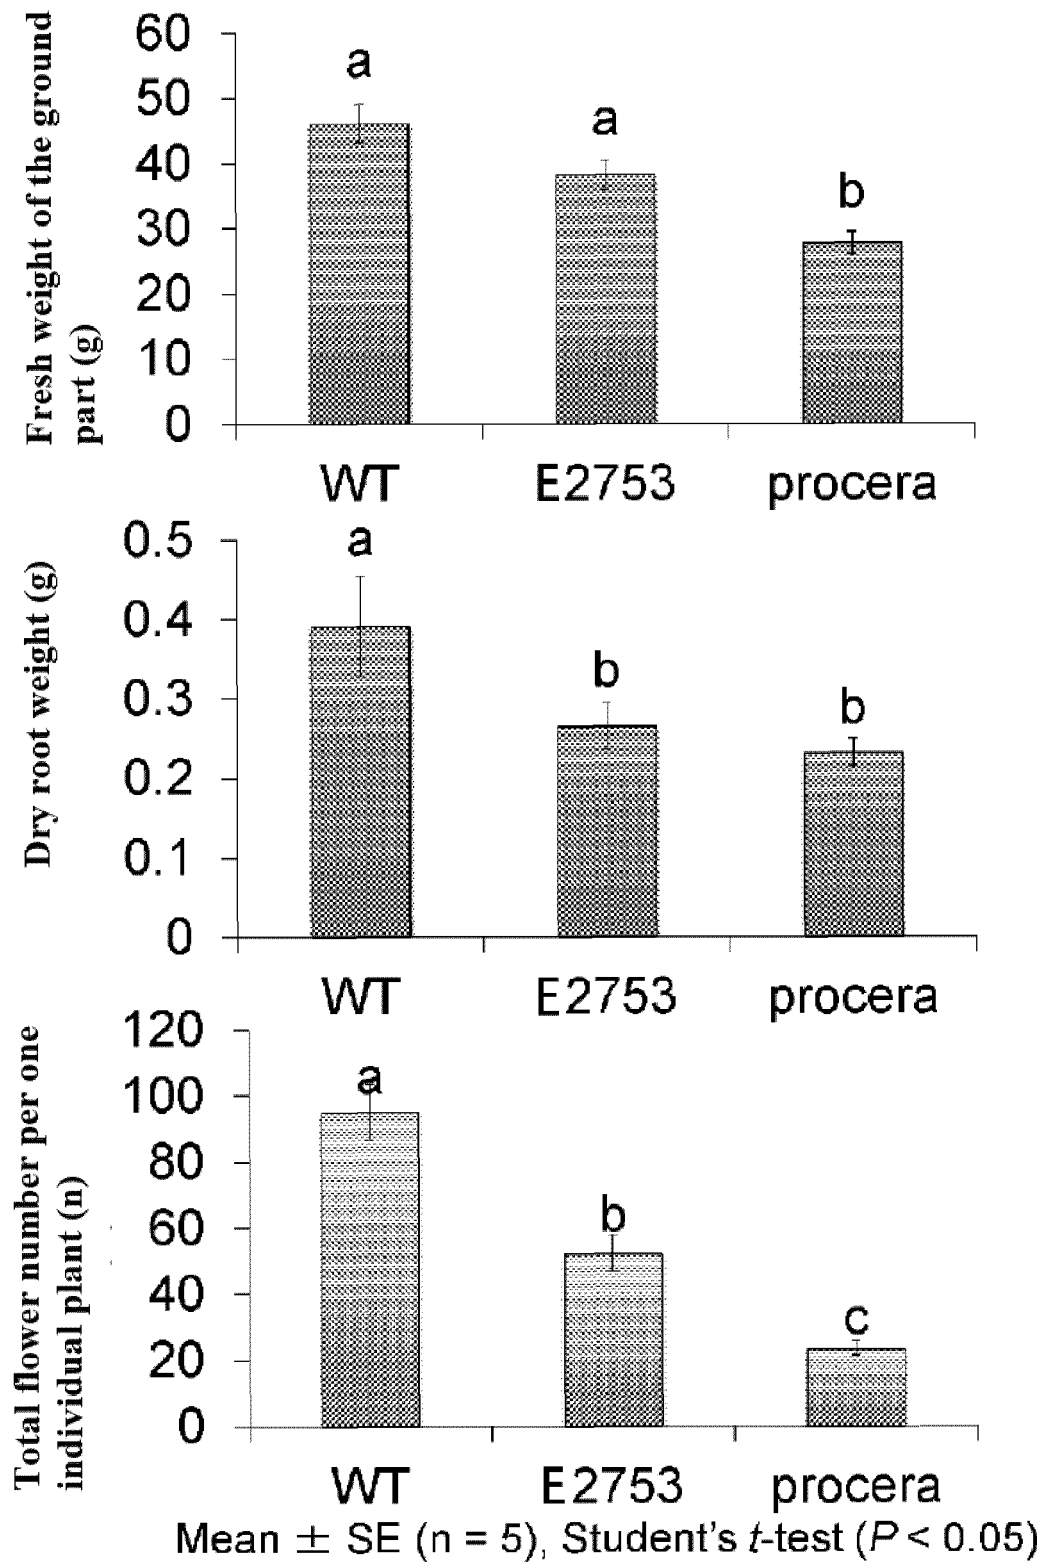 Fresh weight of the ground
part (g)
60
50
40
30
20
10
0
a
a
b
WT
E2753
procera
Dry root weight (g)
0.5
0.4
0.3
0.2
0.1
0
a
b
b
WT
E2753
procera
Total flower number per one
individual plant (n)
120
100
80
60
40
20
0
a
b
c
WT
E2753
procera
Mean ± SE (n = 5), Student's t-test (P < 0.05)